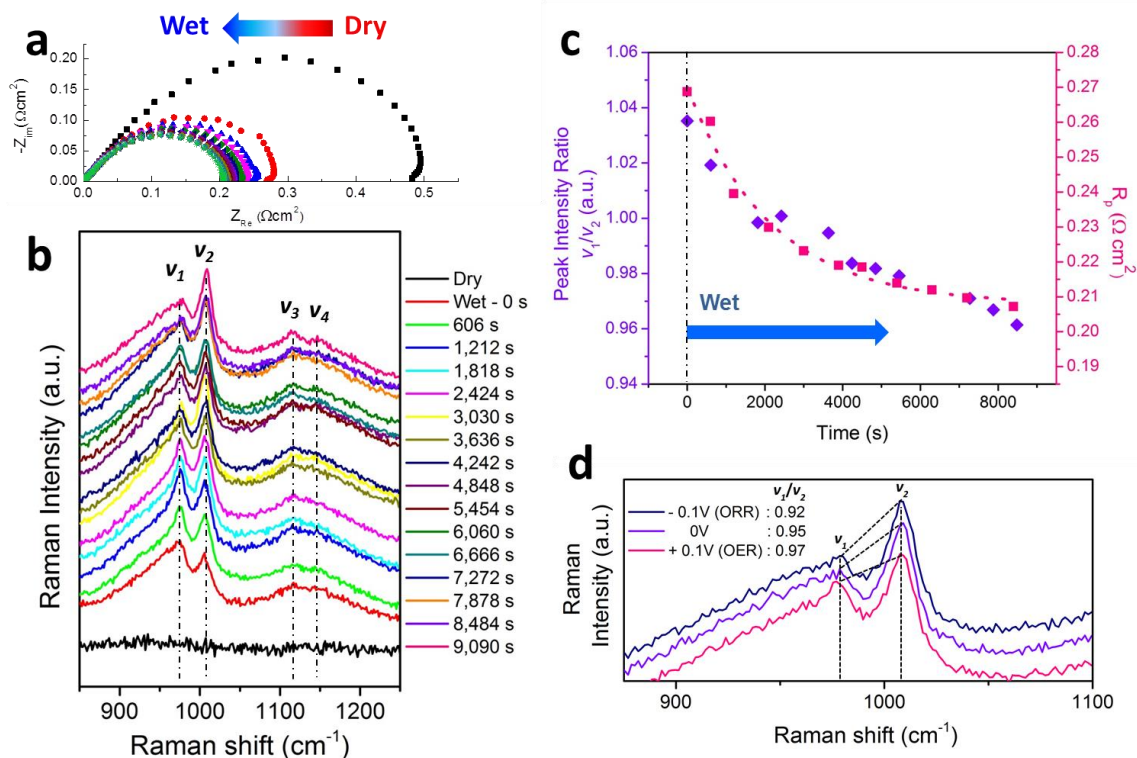 a
Wet
Dry
-Z_im (Ωcm²)
0.20
0.15
0.10
0.05
0.00
0.0
0.1
0.2
0.3
0.4
0.5
Z_Re (Ωcm²)
b
v1
v2
v3
v4
Raman Intensity (a.u.)
900
1000
1100
1200
Raman shift (cm⁻¹)
Dry
Wet - 0 s
606 s
1,212 s
1,818 s
2,424 s
3,030 s
3,636 s
4,242 s
4,848 s
5,454 s
6,060 s
6,666 s
7,272 s
7,878 s
8,484 s
9,090 s
c
Peak Intensity Ratio
v1/v2 (a.u.)
1.06
1.04
1.02
1.00
0.98
0.96
0.94
Wet
0
2000
4000
6000
8000
Time (s)
0.28
0.27
0.26
0.25
0.24
0.23
0.22
0.21
0.20
0.19
R_p (Ω cm²)
d
Raman
Intensity (a.u.)
v1/v2
- 0.1V (ORR) : 0.92
0V : 0.95
+ 0.1V (OER) : 0.97
v1
v2
900
1000
1100
Raman shift (cm⁻¹)